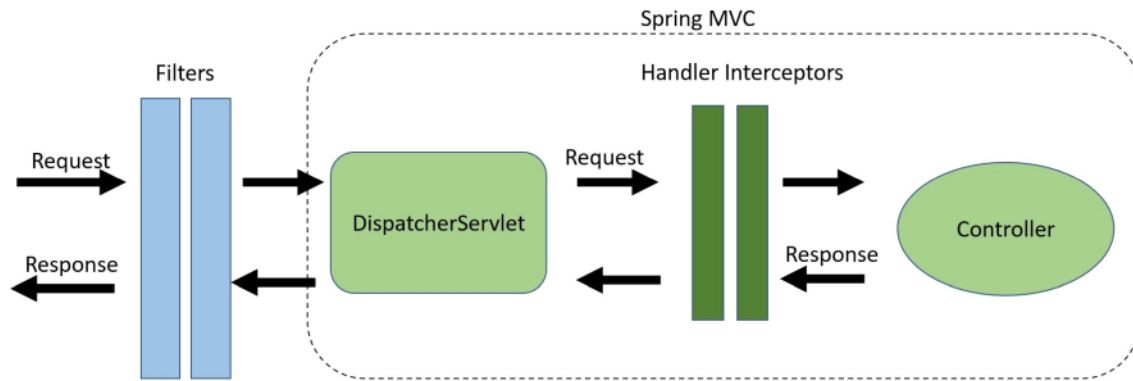 Spring MVC
Filters
Handler Interceptors
Request
Request
DispatcherServlet
Controller
Response
Response